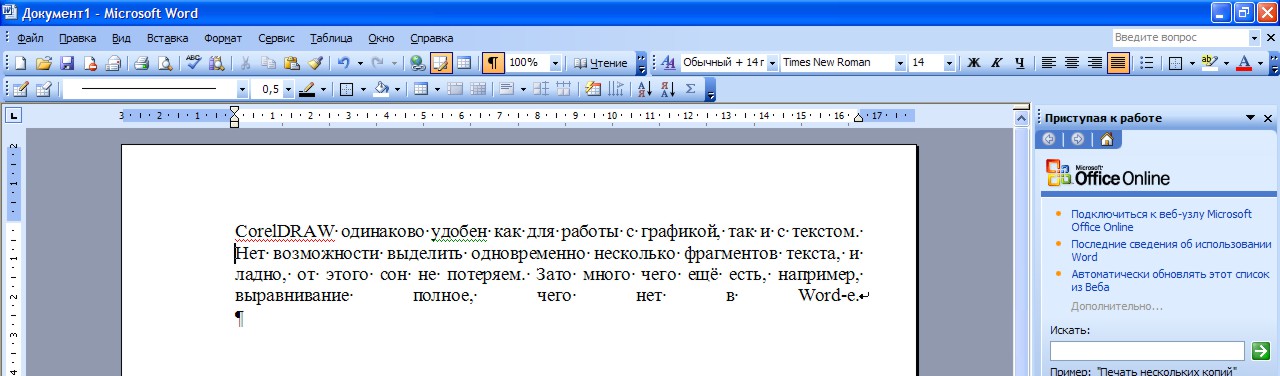 Документ1 - Microsoft Word
Файл Правка Вид Вставка Формат Сервис Таблица Окно Справка Введите вопрос
100% Чтение Обычный + 14 г Times New Roman 14 Ж К Ч
0,5
3 2 1 1 2 3 4 5 6 7 8 9 10 11 12 13 14 15 16 17
Приступая к работе
Microsoft
Office Online
Подключиться к веб-узлу Microsoft
Office Online
Последние сведения об использовании
Word
Автоматически обновлять этот список
из Веба
Дополнительно...
Искать:
Пример: "Печать нескольких копий"
CorelDRAW одинаково удобен как для работы с графикой, так и с текстом.
Нет возможности выделить одновременно несколько фрагментов текста, и
ладно, от этого сон не потеряем. Зато много чего ещё есть, например,
выравнивание полное, чего нет в Word-е.
¶